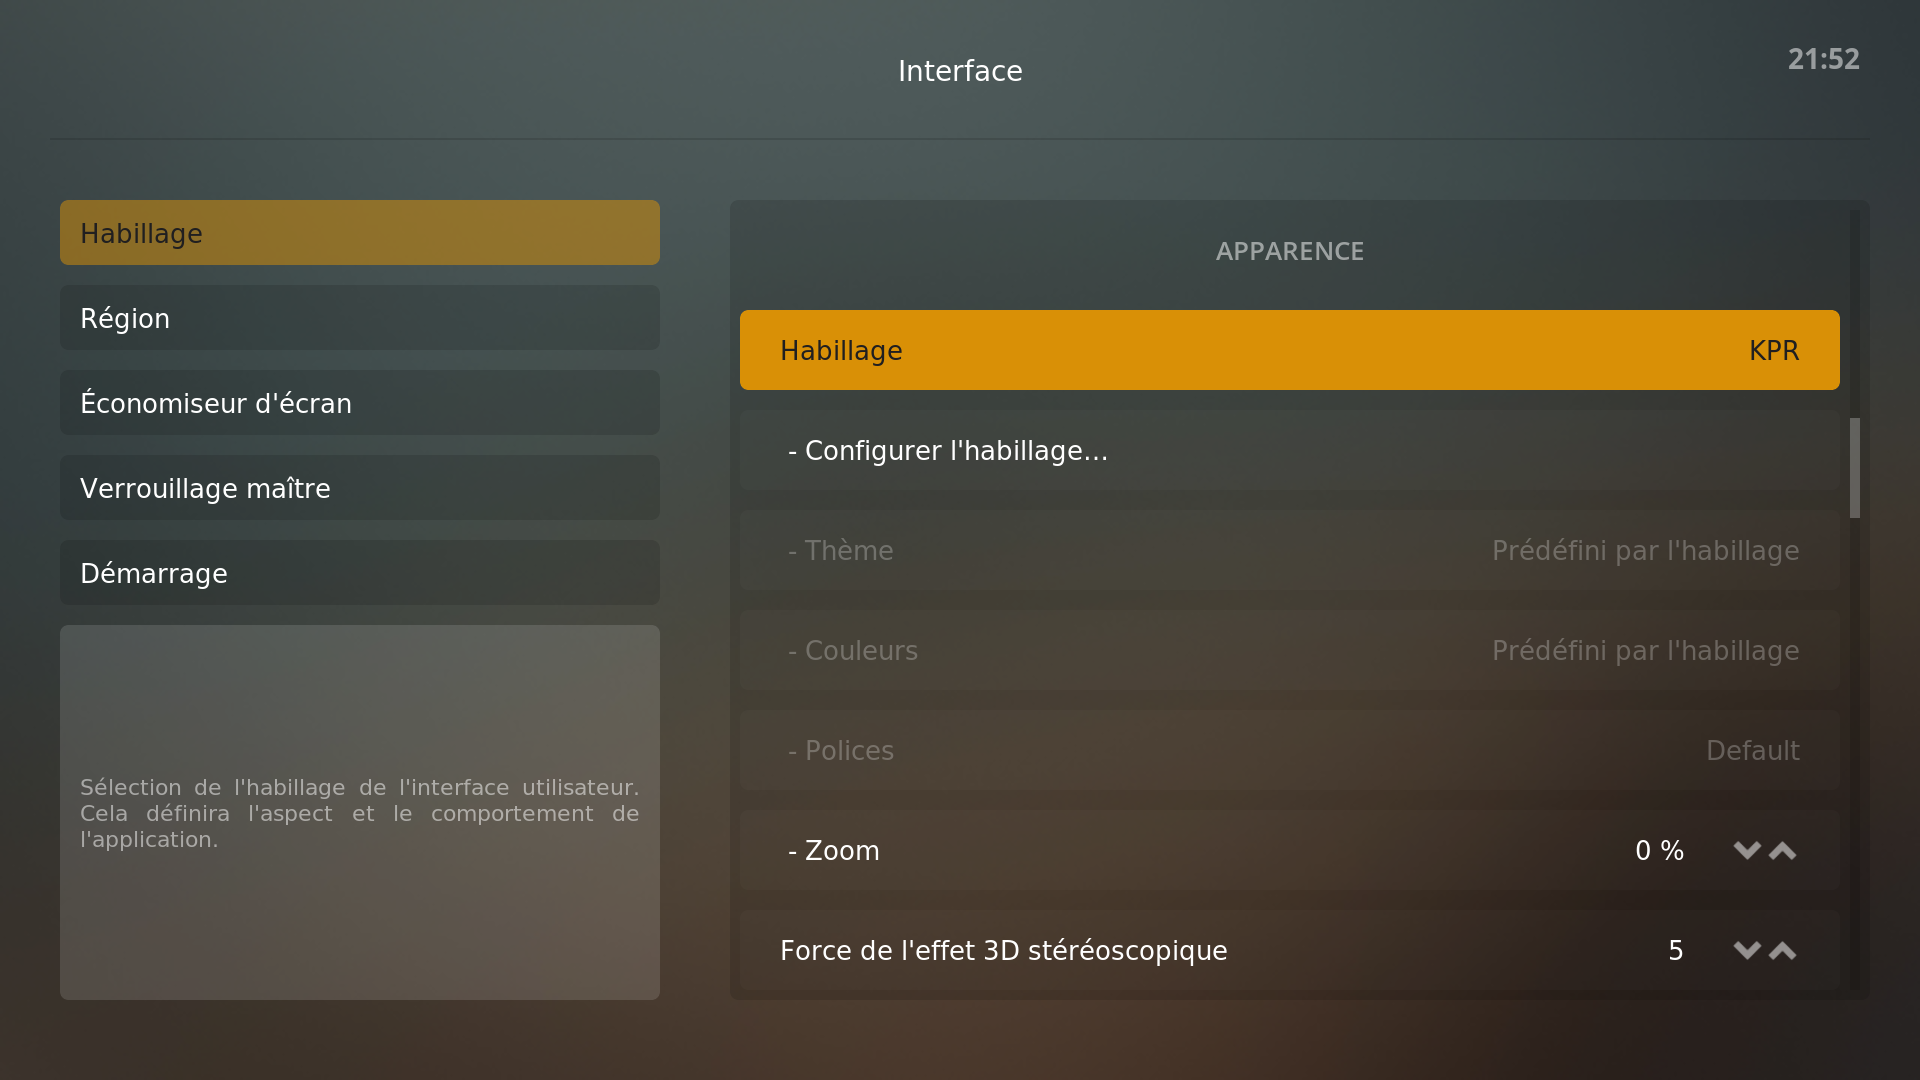 Interface
21:52
Habillage
Région
Économiseur d'écran
Verrouillage maître
Démarrage
Sélection de l'habillage de l'interface utilisateur.
Cela définira l'aspect et le comportement de
l'application.
APPARENCE
Habillage KPR
- Configurer l'habillage...
- Thème Prédéfini par l'habillage
- Couleurs Prédéfini par l'habillage
- Polices Default
- Zoom 0 %
Force de l'effet 3D stéréoscopique 5